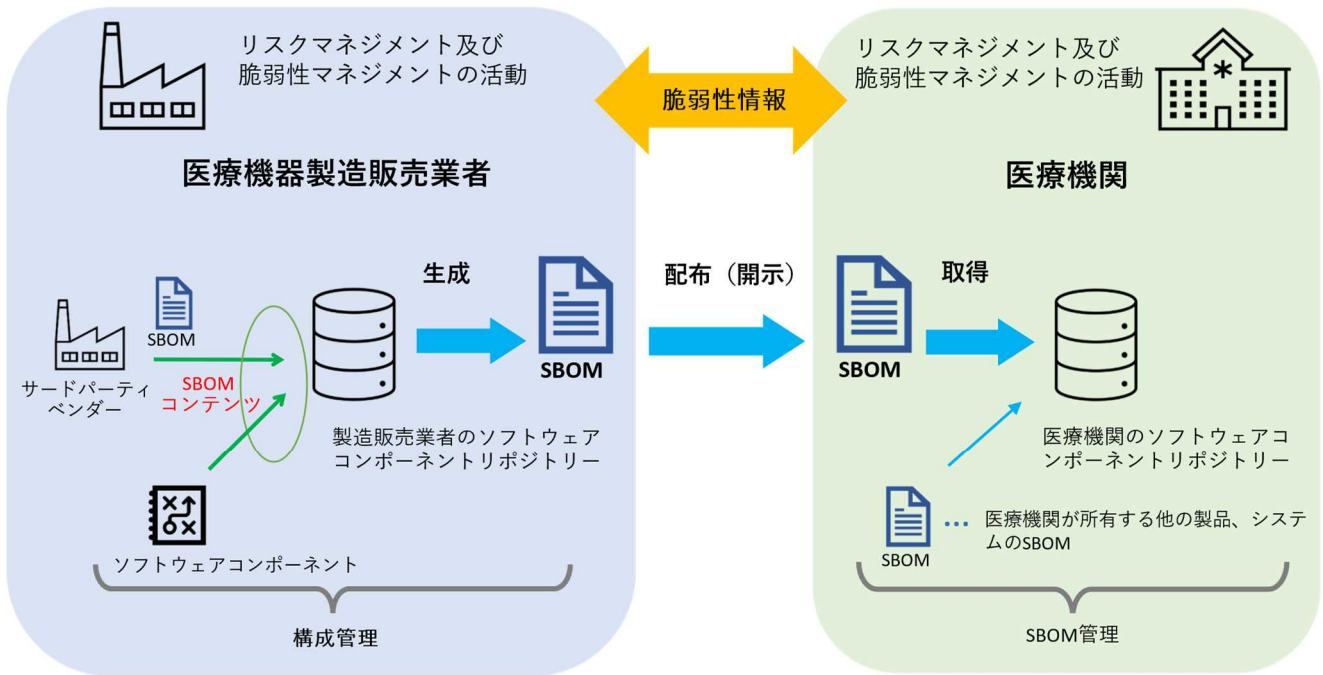 リスクマネジメント及び
脆弱性マネジメントの活動
医療機器製造販売業者
脆弱性情報
リスクマネジメント及び
脆弱性マネジメントの活動
医療機関
SBOM
サードパーティ
ベンダー
SBOM
コンテンツ
生成
SBOM
製造販売業者のソフトウェア
コンポーネントリポジトリー
ソフトウェアコンポーネント
構成管理
配布（開示）
SBOM
取得
医療機関のソフトウェアコ
ンポーネントリポジトリー
SBOM
…
医療機関が所有する他の製品、システ
ムのSBOM
SBOM管理